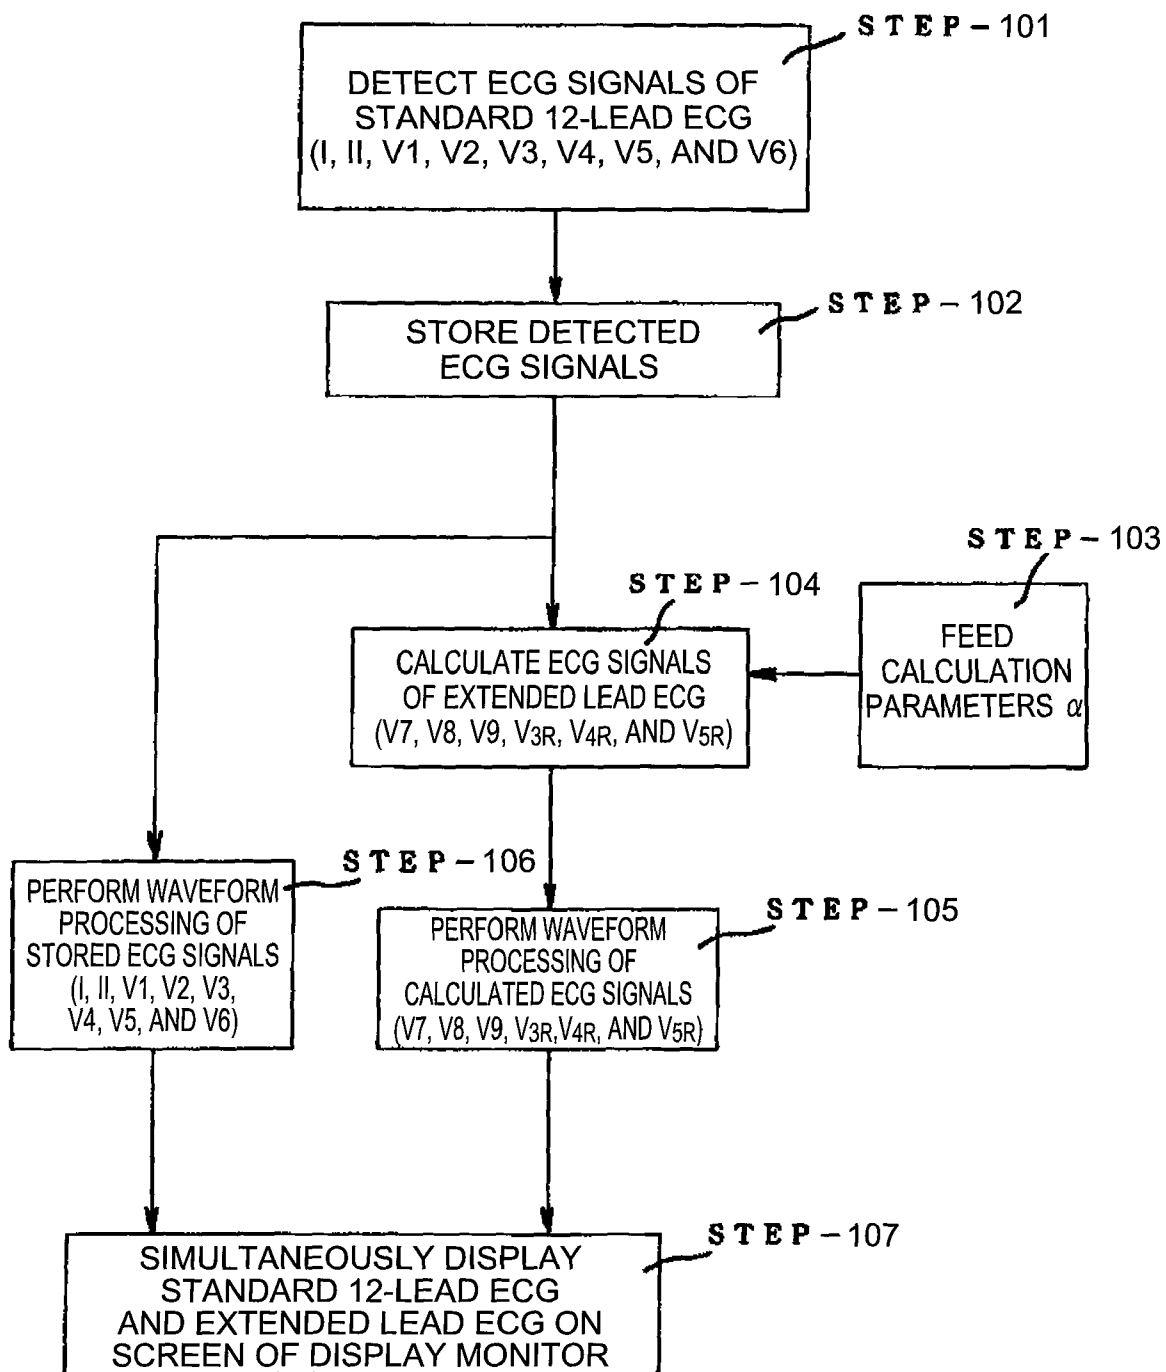 STEP-101
DETECT ECG SIGNALS OF
STANDARD 12-LEAD ECG
(I, II, V1, V2, V3, V4, V5, AND V6)
STEP-102
STORE DETECTED
ECG SIGNALS
STEP-103
FEED
CALCULATION
PARAMETERS α
STEP-104
CALCULATE ECG SIGNALS
OF EXTENDED LEAD ECG
(V7, V8, V9, V3R, V4R, AND V5R)
STEP-106
PERFORM WAVEFORM
PROCESSING OF
STORED ECG SIGNALS
(I, II, V1, V2, V3,
V4, V5, AND V6)
STEP-105
PERFORM WAVEFORM
PROCESSING OF
CALCULATED ECG SIGNALS
(V7, V8, V9, V3R,V4R, AND V5R)
STEP-107
SIMULTANEOUSLY DISPLAY
STANDARD 12-LEAD ECG
AND EXTENDED LEAD ECG ON
SCREEN OF DISPLAY MONITOR